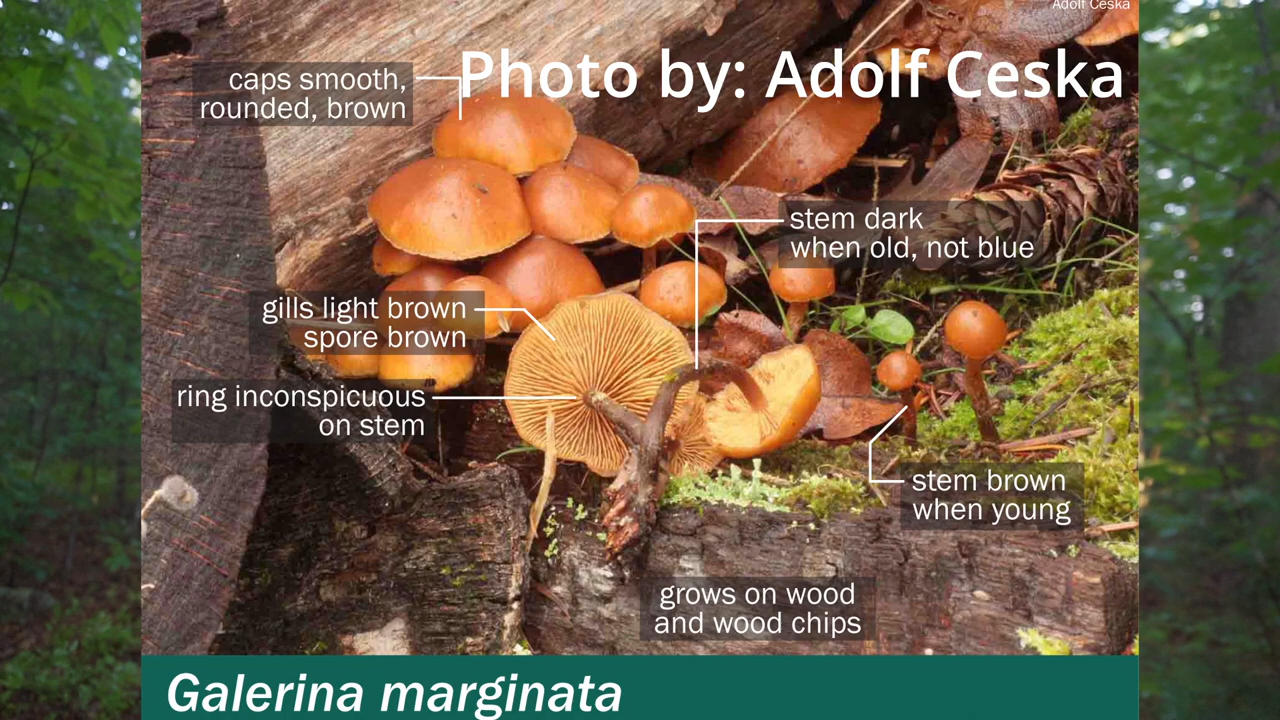 Adolf Ceska
Photo by: Adolf Ceska
caps smooth,
rounded, brown
stem dark
when old, not blue
gills light brown
spore brown
ring inconspicuous
on stem
stem brown
when young
grows on wood
and wood chips
Galerina marginata